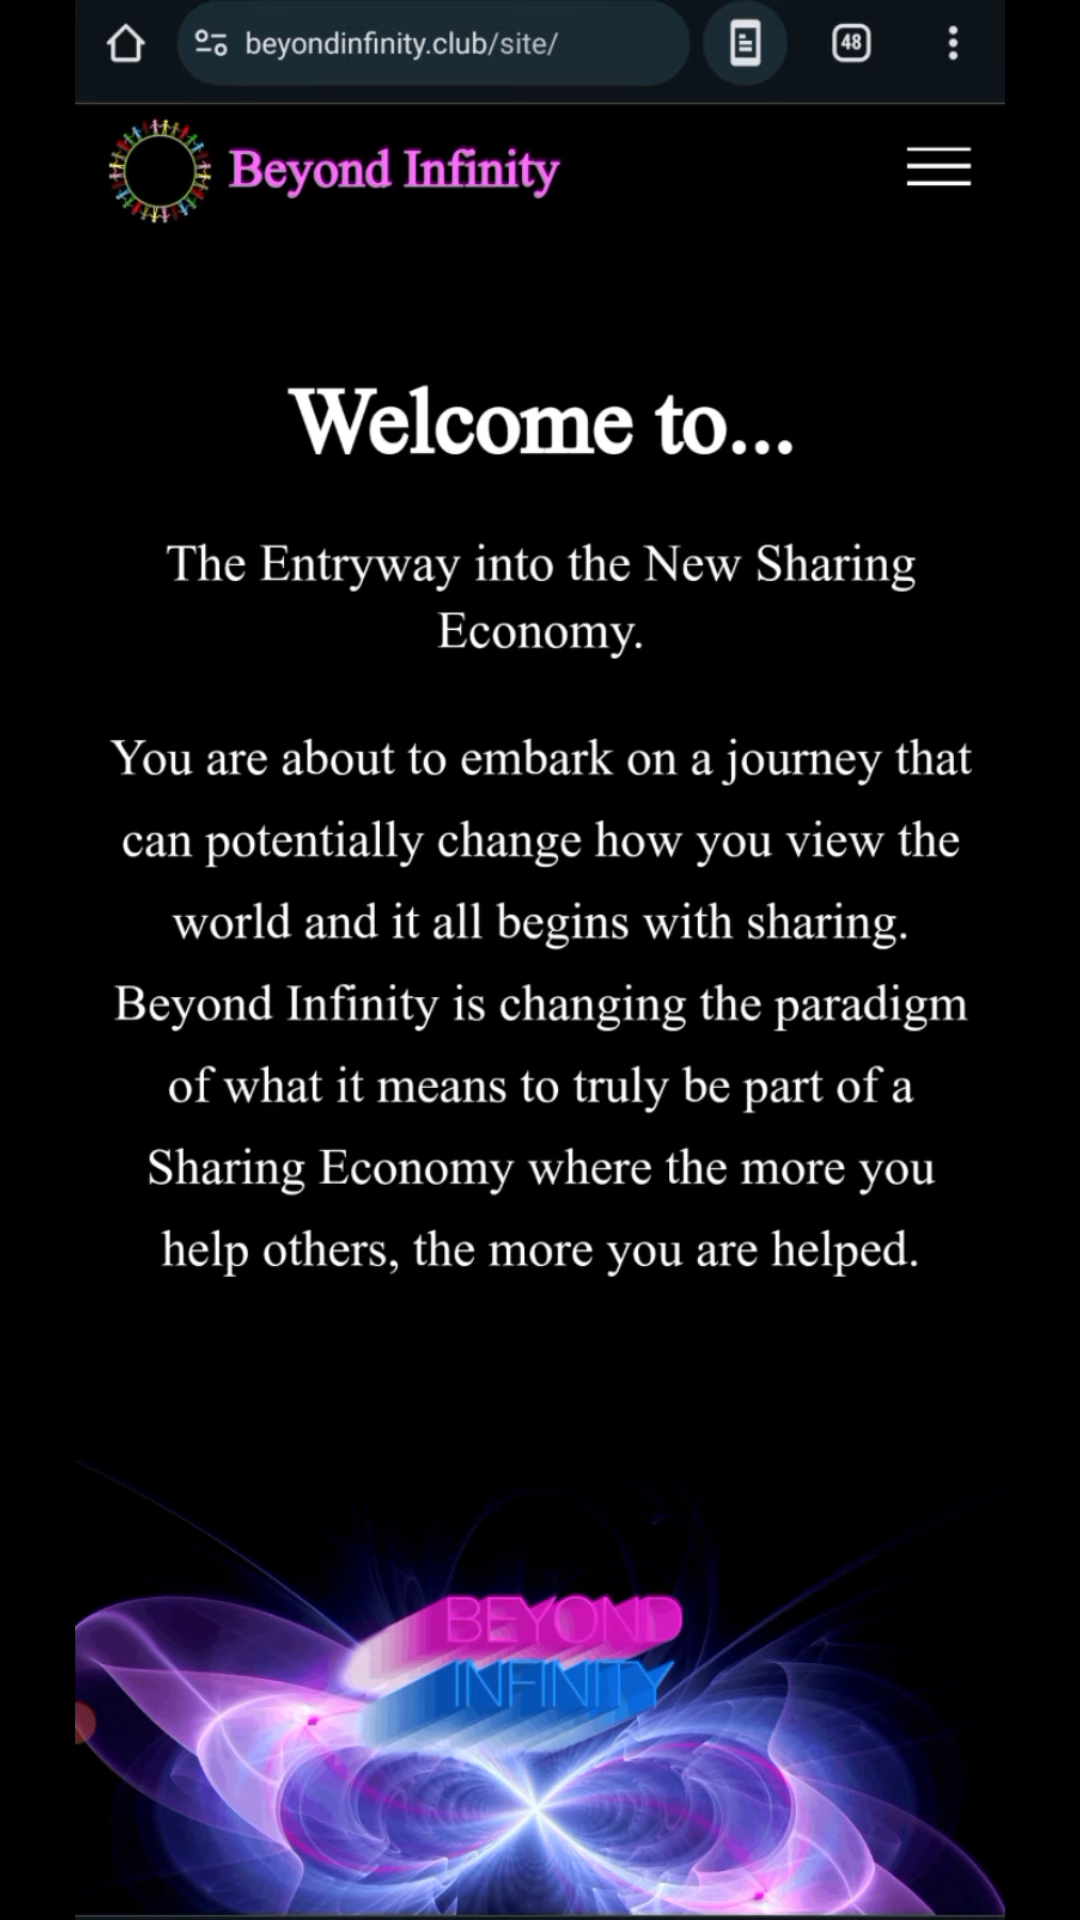 beyondinfinity.club/site/
48
Beyond Infinity
Welcome to...
The Entryway into the New Sharing
Economy.
You are about to embark on a journey that
can potentially change how you view the
world and it all begins with sharing.
Beyond Infinity is changing the paradigm
of what it means to truly be part of a
Sharing Economy where the more you
help others, the more you are helped.
BEYOND
INFINITY